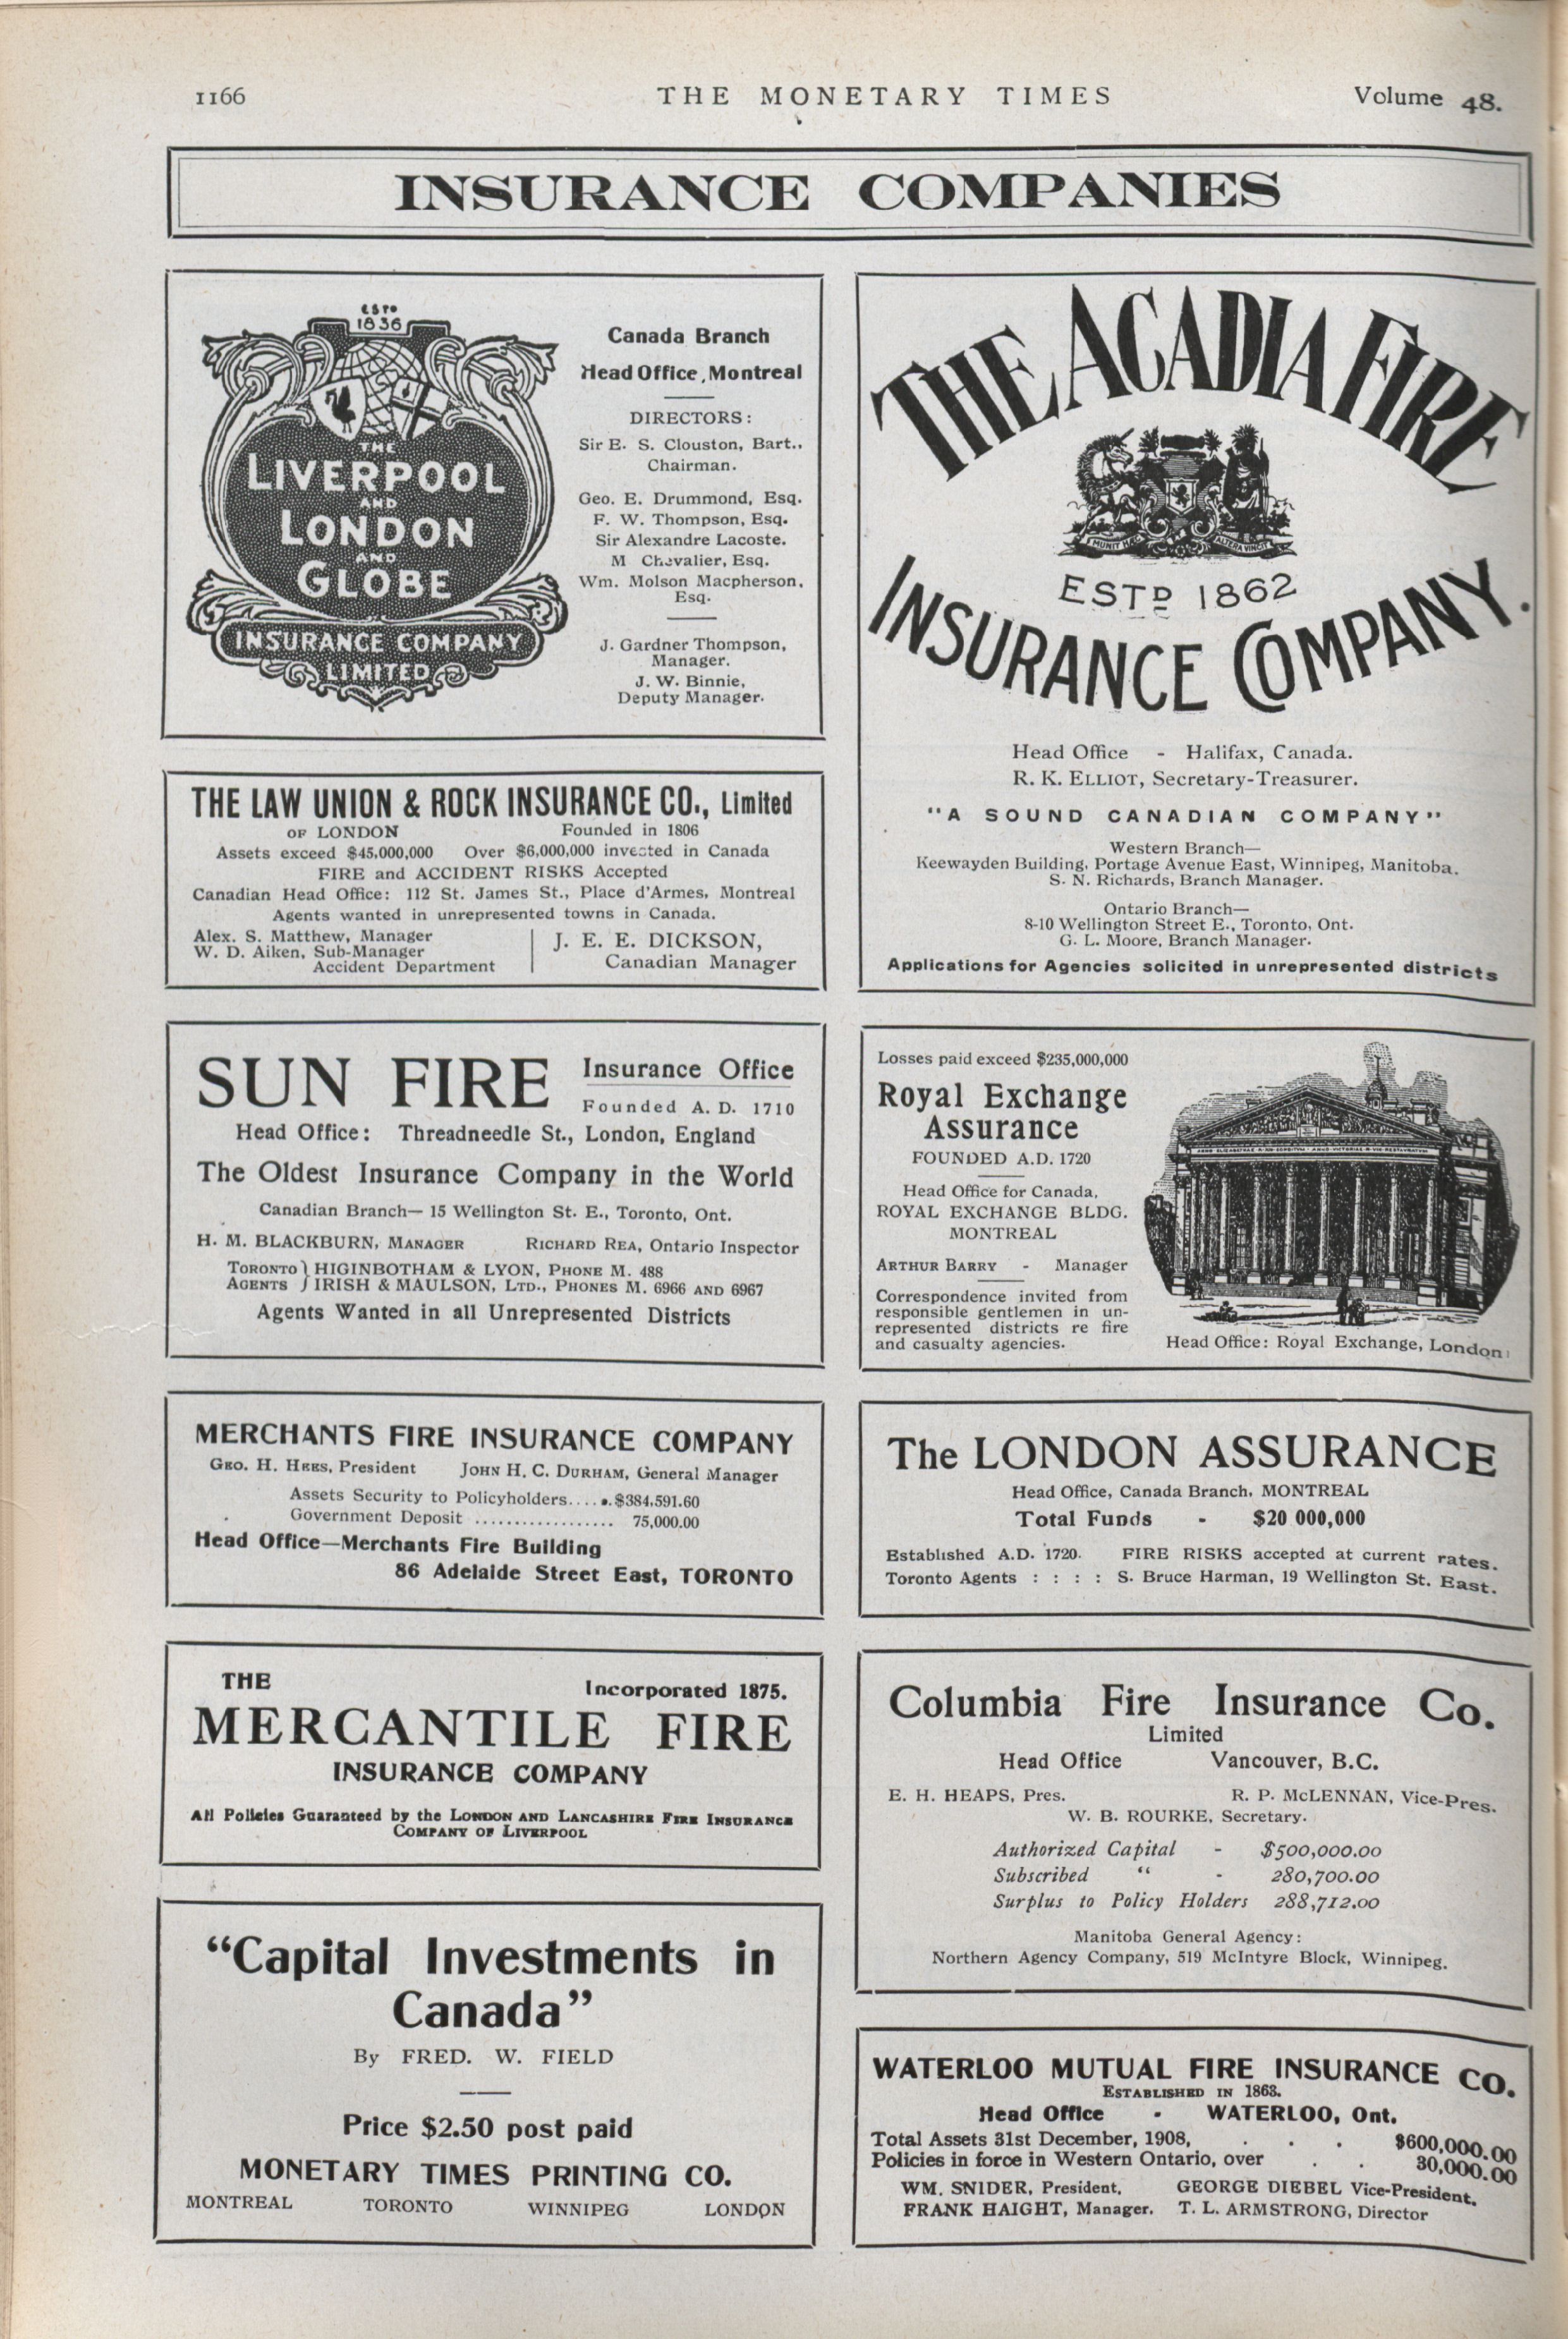 1166
THE MONETARY TIMES
Volume 48.
INSURANCE COMPANIES
ESTD
1836
THE
LIVERPOOL
AND
LONDON
AND
GLOBE
INSURANCE COMPANY
LIMITED
Canada Branch
Head Office, Montreal
DIRECTORS:
Sir E. S. Clouston, Bart.,
Chairman.
Geo. E. Drummond, Esq.
F. W. Thompson, Esq.
Sir Alexandre Lacoste.
M Chevalier, Esq.
Wm. Molson Macpherson,
Esq.
J. Gardner Thompson,
Manager.
J. W. Binnie,
Deputy Manager.
THE LAW UNION & ROCK INSURANCE CO., Limited
OF LONDON Founded in 1806
Assets exceed $45,000,000 Over $6,000,000 invested in Canada
FIRE and ACCIDENT RISKS Accepted
Canadian Head Office: 112 St. James St., Place d'Armes, Montreal
Agents wanted in unrepresented towns in Canada.
Alex. S. Matthew, Manager
W. D. Aiken, Sub-Manager
Accident Department
J. E. E. DICKSON,
Canadian Manager
SUN FIRE
Insurance Office
Founded A. D. 1710
Head Office: Threadneedle St., London, England
The Oldest Insurance Company in the World
Canadian Branch— 15 Wellington St. E., Toronto, Ont.
H. M. BLACKBURN, MANAGER RICHARD REA, Ontario Inspector
TORONTO } HIGINBOTHAM & LYON, PHONE M. 488
AGENTS } IRISH & MAULSON, LTD., PHONES M. 6966 AND 6967
Agents Wanted in all Unrepresented Districts
MERCHANTS FIRE INSURANCE COMPANY
GEO. H. HEES, President JOHN H. C. DURHAM, General Manager
Assets Security to Policyholders......$384,591.60
Government Deposit .................. 75,000.00
Head Office—Merchants Fire Building
86 Adelaide Street East, TORONTO
THE Incorporated 1875.
MERCANTILE FIRE
INSURANCE COMPANY
All Policies Guaranteed by the LONDON AND LANCASHIRE FIRE INSURANCE
COMPANY OF LIVERPOOL
"Capital Investments in
Canada"
By FRED. W. FIELD
Price $2.50 post paid
MONETARY TIMES PRINTING CO.
MONTREAL TORONTO WINNIPEG LONDON
THE ACADIA FIRE
MUNIT HAEC ALTERA VINCIT
ESTD 1862
INSURANCE COMPANY.
Head Office - Halifax, Canada.
R. K. ELLIOT, Secretary-Treasurer.
"A SOUND CANADIAN COMPANY"
Western Branch—
Keewayden Building, Portage Avenue East, Winnipeg, Manitoba.
S. N. Richards, Branch Manager.
Ontario Branch—
8-10 Wellington Street E., Toronto, Ont.
G. L. Moore, Branch Manager.
Applications for Agencies solicited in unrepresented districts
Losses paid exceed $235,000,000
Royal Exchange
Assurance
FOUNDED A.D. 1720
Head Office for Canada,
ROYAL EXCHANGE BLDG.
MONTREAL
ARTHUR BARRY - Manager
Correspondence invited from
responsible gentlemen in un-
represented districts re fire
and casualty agencies.
Head Office: Royal Exchange, London
The LONDON ASSURANCE
Head Office, Canada Branch, MONTREAL
Total Funds - $20 000,000
Established A.D. 1720. FIRE RISKS accepted at current rates.
Toronto Agents : : : : S. Bruce Harman, 19 Wellington St. East.
Columbia Fire Insurance Co.
Limited
Head Office Vancouver, B.C.
E. H. HEAPS, Pres. R. P. McLENNAN, Vice-Pres.
W. B. ROURKE, Secretary.
Authorized Capital - $500,000.00
Subscribed " - 280,700.00
Surplus to Policy Holders 288,712.00
Manitoba General Agency:
Northern Agency Company, 519 McIntyre Block, Winnipeg.
WATERLOO MUTUAL FIRE INSURANCE CO.
ESTABLISHED IN 1863.
Head Office - WATERLOO, Ont.
Total Assets 31st December, 1908, . . . $600,000.00
Policies in force in Western Ontario, over . . 30,000.00
WM. SNIDER, President, GEORGE DIEBEL Vice-President.
FRANK HAIGHT, Manager. T. L. ARMSTRONG, Director